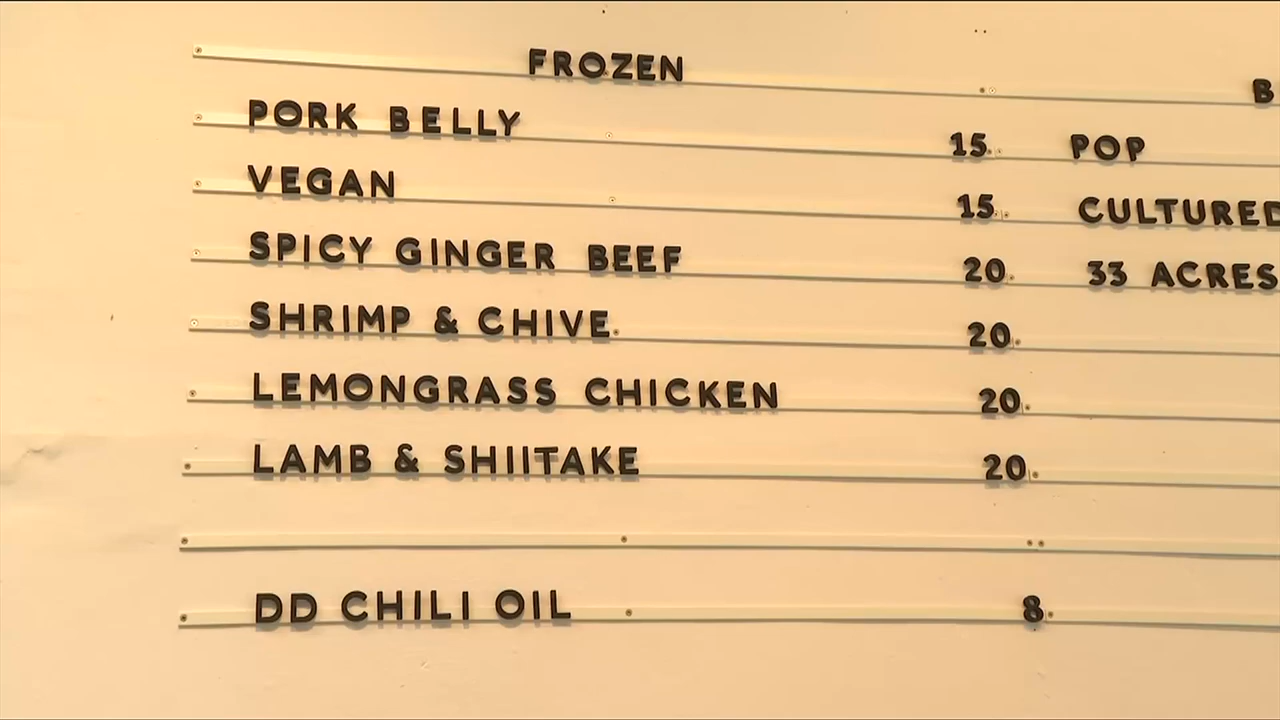 FROZEN
PORK BELLY 15
VEGAN 15
SPICY GINGER BEEF 20
SHRIMP & CHIVE 20
LEMONGRASS CHICKEN 20
LAMB & SHIITAKE 20
DD CHILI OIL 8
B
POP
CULTURED
33 ACRES